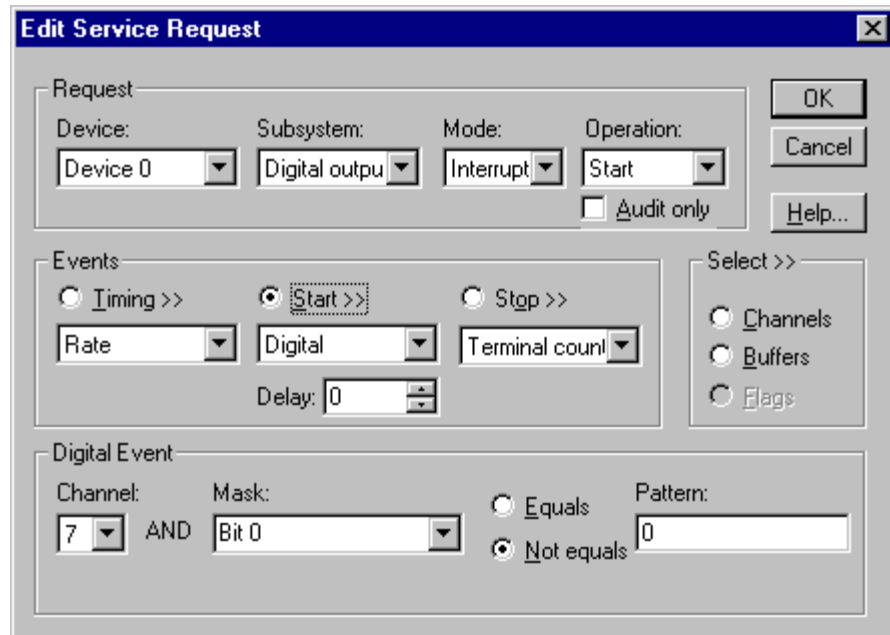 Edit Service Request
Request
OK
Device: Subsystem: Mode: Operation:
Cancel
Device 0 Digital outpu Interrupt Start
Audit only
Help...
Events
Select >>
Timing >> Start >> Stop >>
Channels
Rate Digital Terminal count
Buffers
Delay: 0
Flags
Digital Event
Channel: Mask: Pattern:
Equals
7 AND Bit 0 0
Not equals